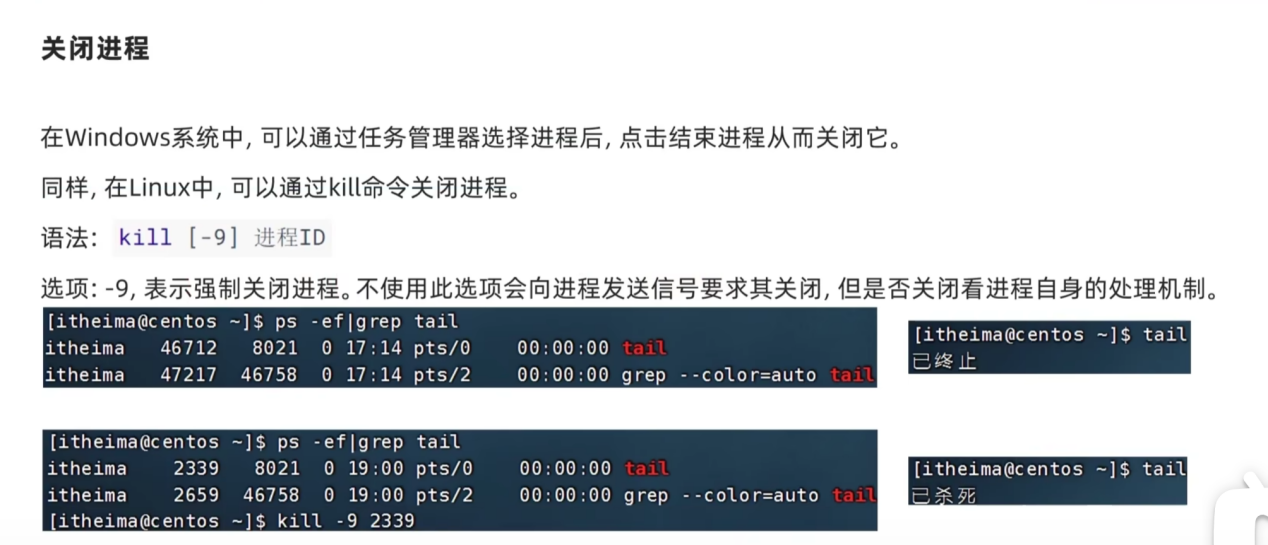 关闭进程
在Windows系统中, 可以通过任务管理器选择进程后, 点击结束进程从而关闭它。
同样, 在Linux中, 可以通过kill命令关闭进程。
语法: kill [-9] 进程ID
选项: -9, 表示强制关闭进程。不使用此选项会向进程发送信号要求其关闭, 但是否关闭看进程自身的处理机制。
[itheima@centos ~]$ ps -ef|grep tail
itheima 46712 8021 0 17:14 pts/0 00:00:00 tail
itheima 47217 46758 0 17:14 pts/2 00:00:00 grep --color=auto tail
[itheima@centos ~]$ tail
已终止
[itheima@centos ~]$ ps -ef|grep tail
itheima 2339 8021 0 19:00 pts/0 00:00:00 tail
itheima 2659 46758 0 19:00 pts/2 00:00:00 grep --color=auto tail
[itheima@centos ~]$ kill -9 2339
[itheima@centos ~]$ tail
已杀死